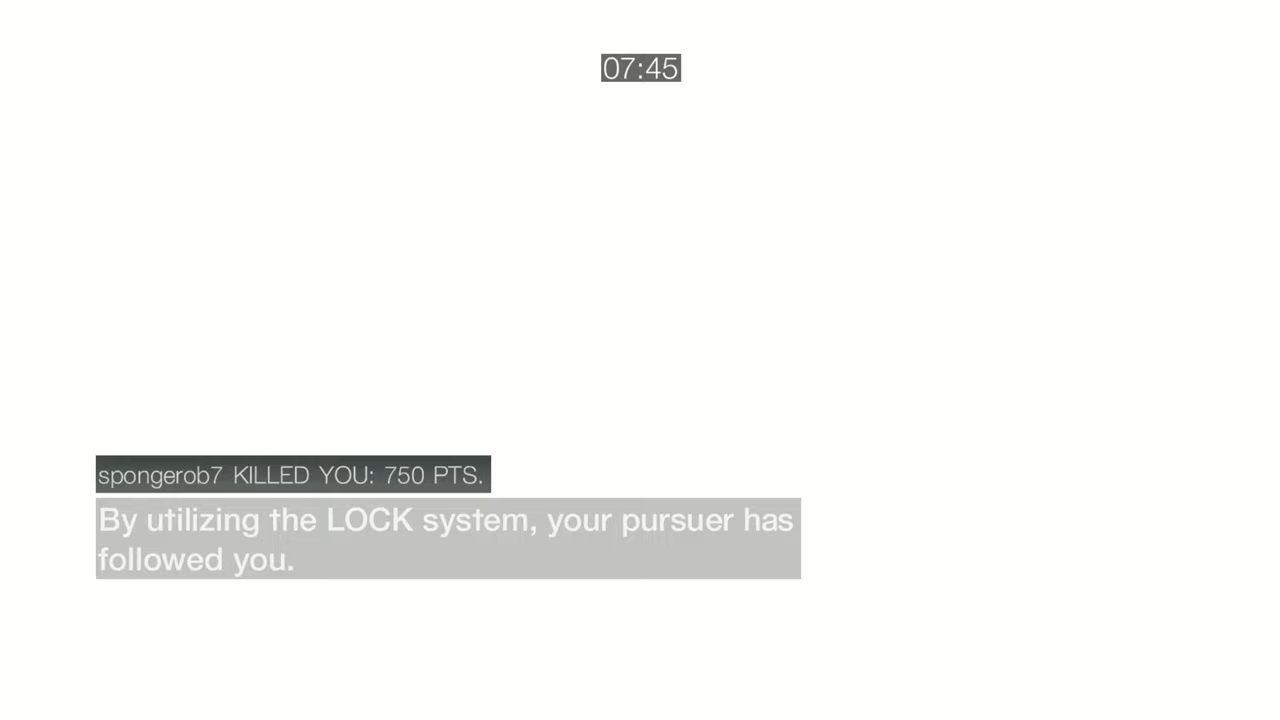 07:45
spongerob7 KILLED YOU: 750 PTS.
By utilizing the LOCK system, your pursuer has
followed you.